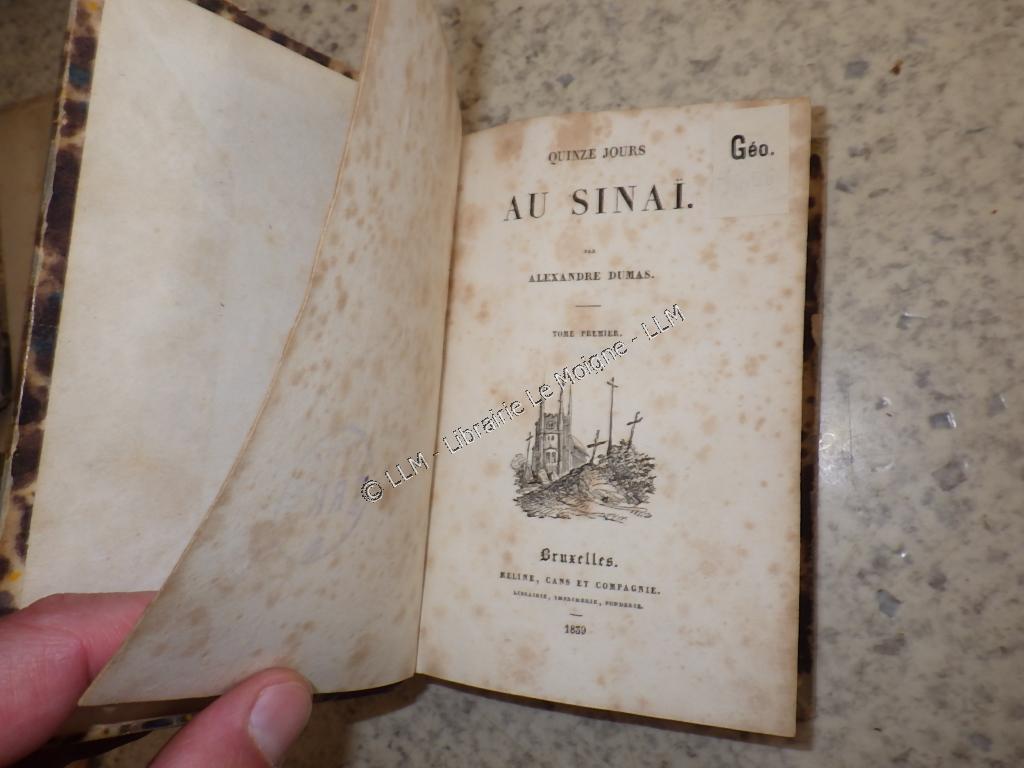 QUINZE JOURS
Géo.
AU SINAÏ.
PAR
ALEXANDRE DUMAS.
TOME PREMIER.
© LLM - Librairie Le Moigne - LLM
Bruxelles.
MELINE, CANS ET COMPAGNIE.
LIBRAIRIE, IMPRIMERIE, FONDERIE.
1839